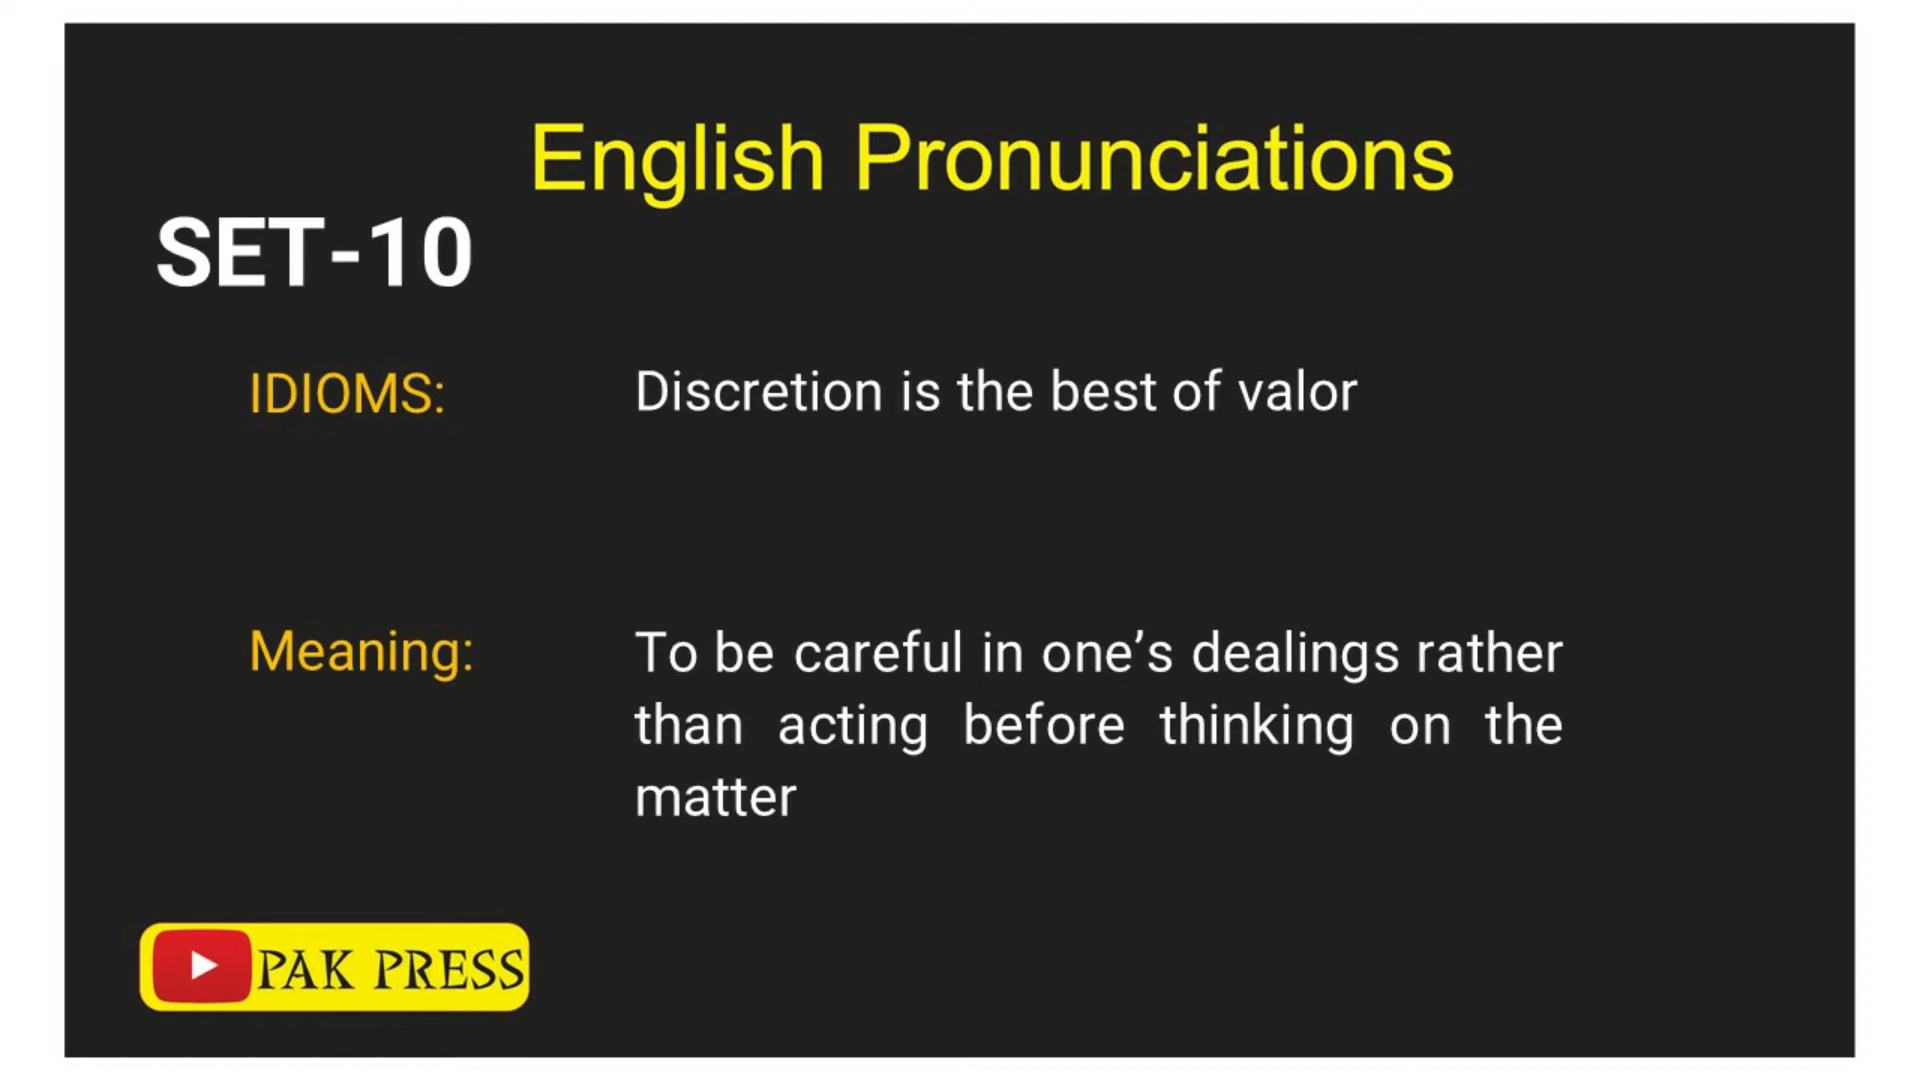 English Pronunciations
SET-10
IDIOMS: Discretion is the best of valor
Meaning: To be careful in one’s dealings rather
than acting before thinking on the
matter
PAK PRESS